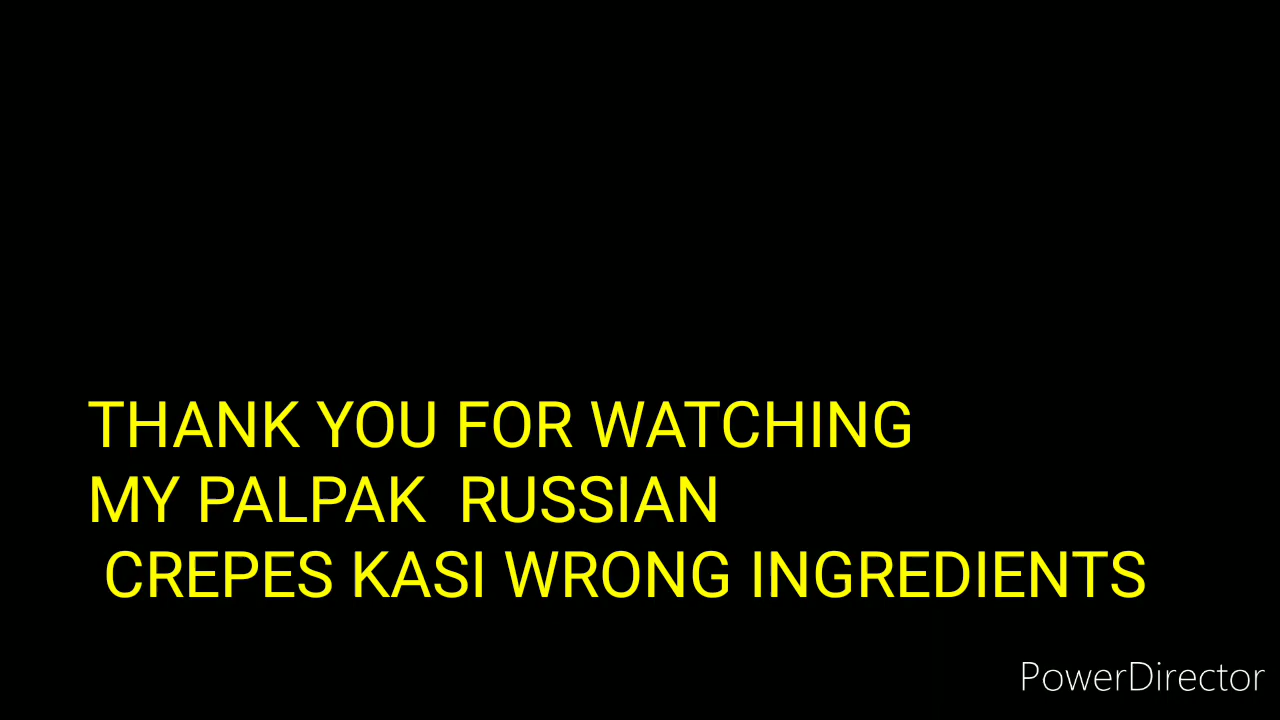 THANK YOU FOR WATCHING
MY PALPAK  RUSSIAN
CREPES KASI WRONG INGREDIENTS
PowerDirector